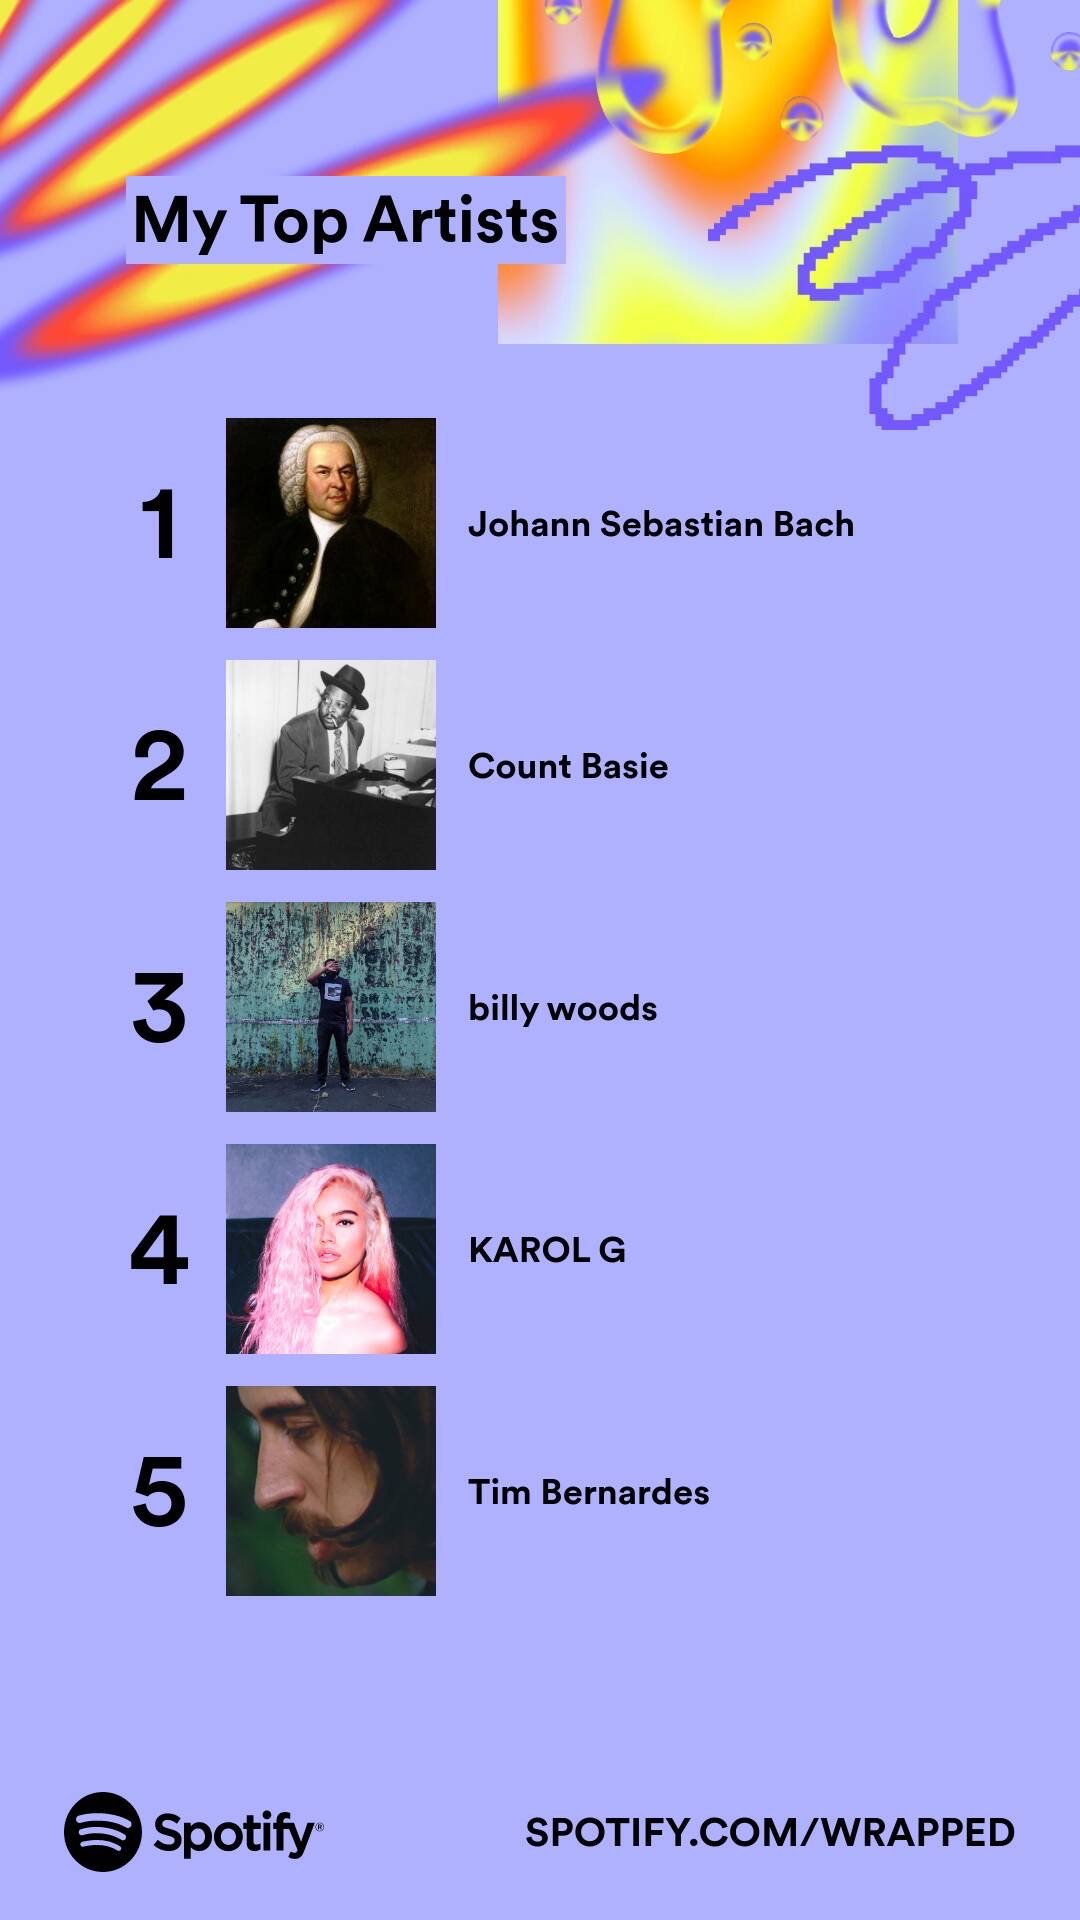 My Top Artists
1
Johann Sebastian Bach
2
Count Basie
3
billy woods
4
KAROL G
5
Tim Bernardes
Spotify®
SPOTIFY.COM/WRAPPED